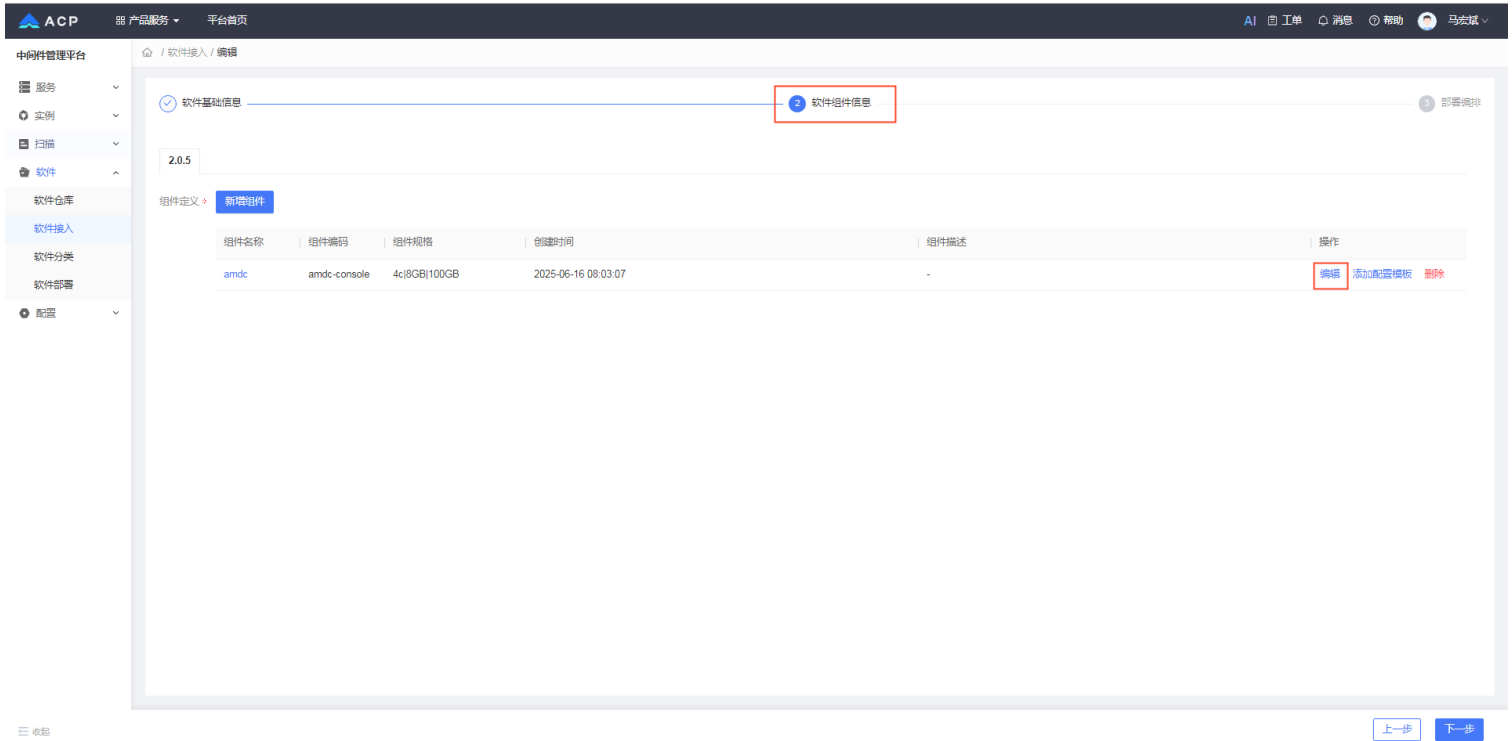 ACP 产品服务 平台首页 AI 工单 消息 帮助 马宏斌
中间件管理平台
/ 软件接入 / 编辑
服务
实例
扫描
软件
软件仓库
软件接入
软件分类
软件部署
配置
软件基础信息 2 软件组件信息 3 部署编排
2.0.5
组件定义 * 新增组件
组件名称 组件编码 组件规格 创建时间 组件描述 操作
amdc amdc-console 4c|8GB|100GB 2025-06-16 08:03:07 - 编辑 添加配置模板 删除
收起 上一步 下一步